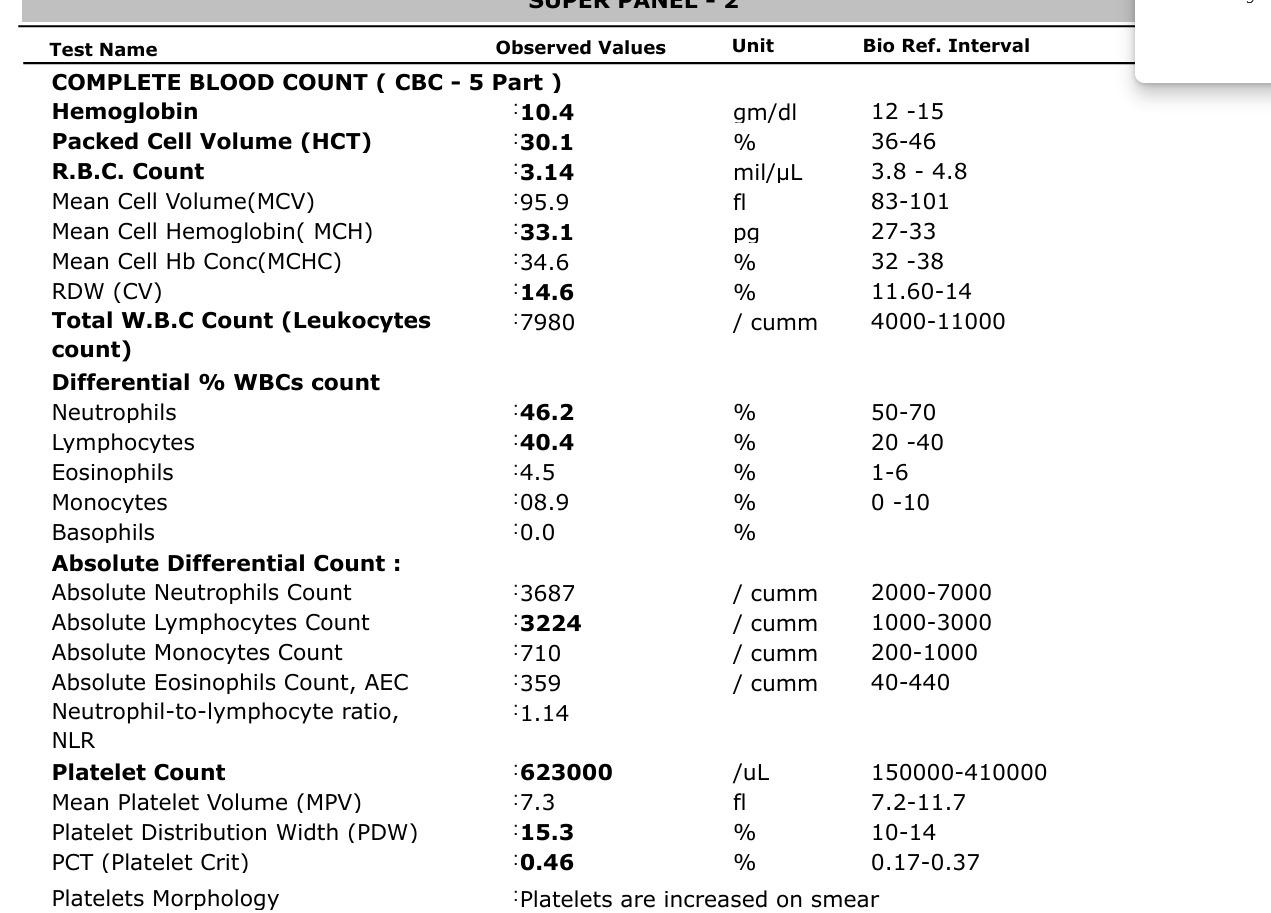 SUPER PANEL - 2
Test Name Observed Values Unit Bio Ref. Interval
COMPLETE BLOOD COUNT ( CBC - 5 Part )
Hemoglobin :10.4 gm/dl 12 -15
Packed Cell Volume (HCT) :30.1 % 36-46
R.B.C. Count :3.14 mil/µL 3.8 - 4.8
Mean Cell Volume(MCV) :95.9 fl 83-101
Mean Cell Hemoglobin( MCH) :33.1 pg 27-33
Mean Cell Hb Conc(MCHC) :34.6 % 32 -38
RDW (CV) :14.6 % 11.60-14
Total W.B.C Count (Leukocytes :7980 / cumm 4000-11000
count)
Differential % WBCs count
Neutrophils :46.2 % 50-70
Lymphocytes :40.4 % 20 -40
Eosinophils :4.5 % 1-6
Monocytes :08.9 % 0 -10
Basophils :0.0 %
Absolute Differential Count :
Absolute Neutrophils Count :3687 / cumm 2000-7000
Absolute Lymphocytes Count :3224 / cumm 1000-3000
Absolute Monocytes Count :710 / cumm 200-1000
Absolute Eosinophils Count, AEC :359 / cumm 40-440
Neutrophil-to-lymphocyte ratio, :1.14
NLR
Platelet Count :623000 /uL 150000-410000
Mean Platelet Volume (MPV) :7.3 fl 7.2-11.7
Platelet Distribution Width (PDW) :15.3 % 10-14
PCT (Platelet Crit) :0.46 % 0.17-0.37
Platelets Morphology :Platelets are increased on smear